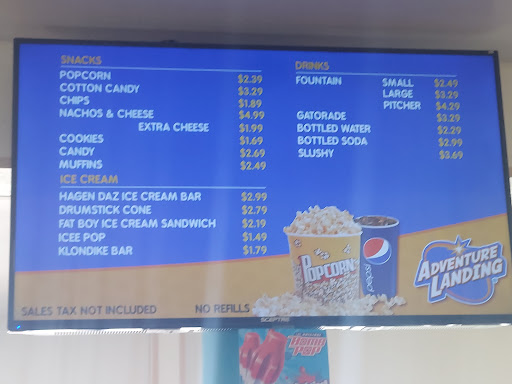 SNACKS
POPCORN $2.39
COTTON CANDY $3.29
CHIPS $1.89
NACHOS & CHEESE $4.99
EXTRA CHEESE $1.99
COOKIES $1.69
CANDY $2.69
MUFFINS $2.49
ICE CREAM
HAGEN DAZ ICE CREAM BAR $2.99
DRUMSTICK CONE $2.79
FAT BOY ICE CREAM SANDWICH $2.19
ICEE POP $1.49
KLONDIKE BAR $1.79
DRINKS
FOUNTAIN SMALL $2.49
LARGE $3.29
PITCHER $4.29
GATORADE $3.29
BOTTLED WATER $2.29
BOTTLED SODA $2.99
SLUSHY $3.69
POPCORN
pepsi
ADVENTURE
LANDING
SALES TAX NOT INCLUDED NO REFILLS
SCEPTRE